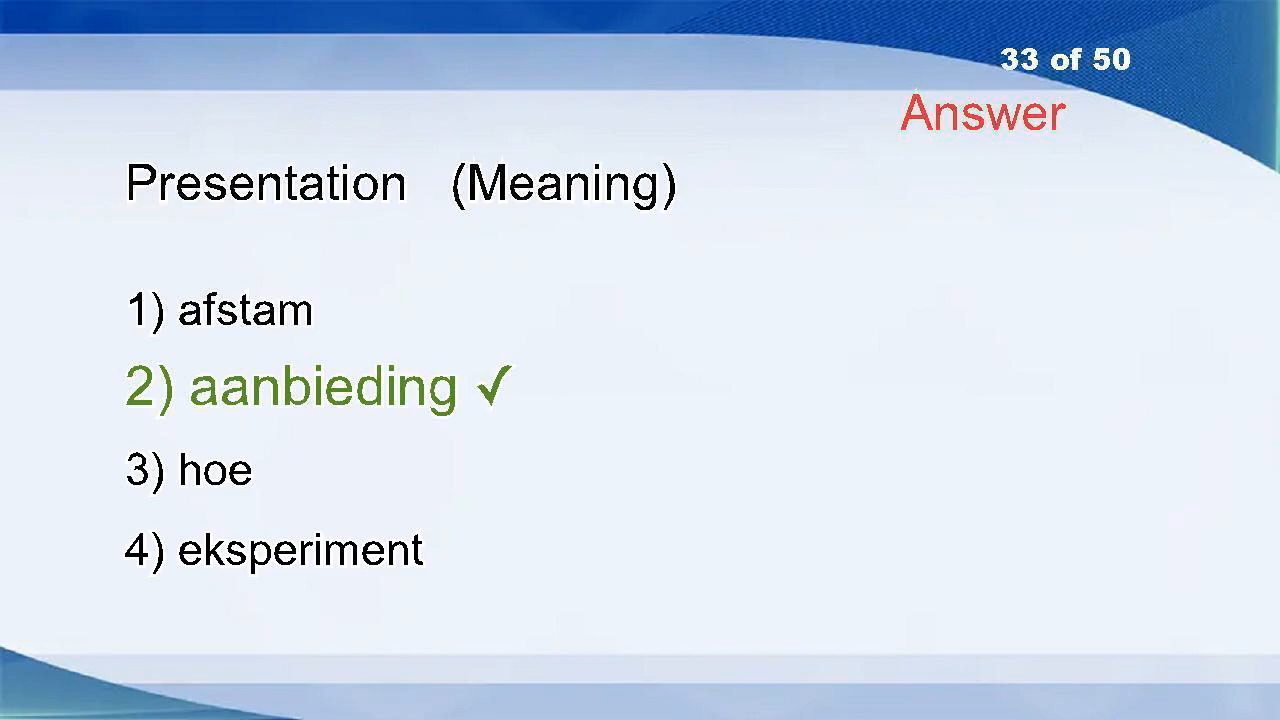 33 of 50
Answer
Presentation (Meaning)
1) afstam
2) aanbieding ✓
3) hoe
4) eksperiment